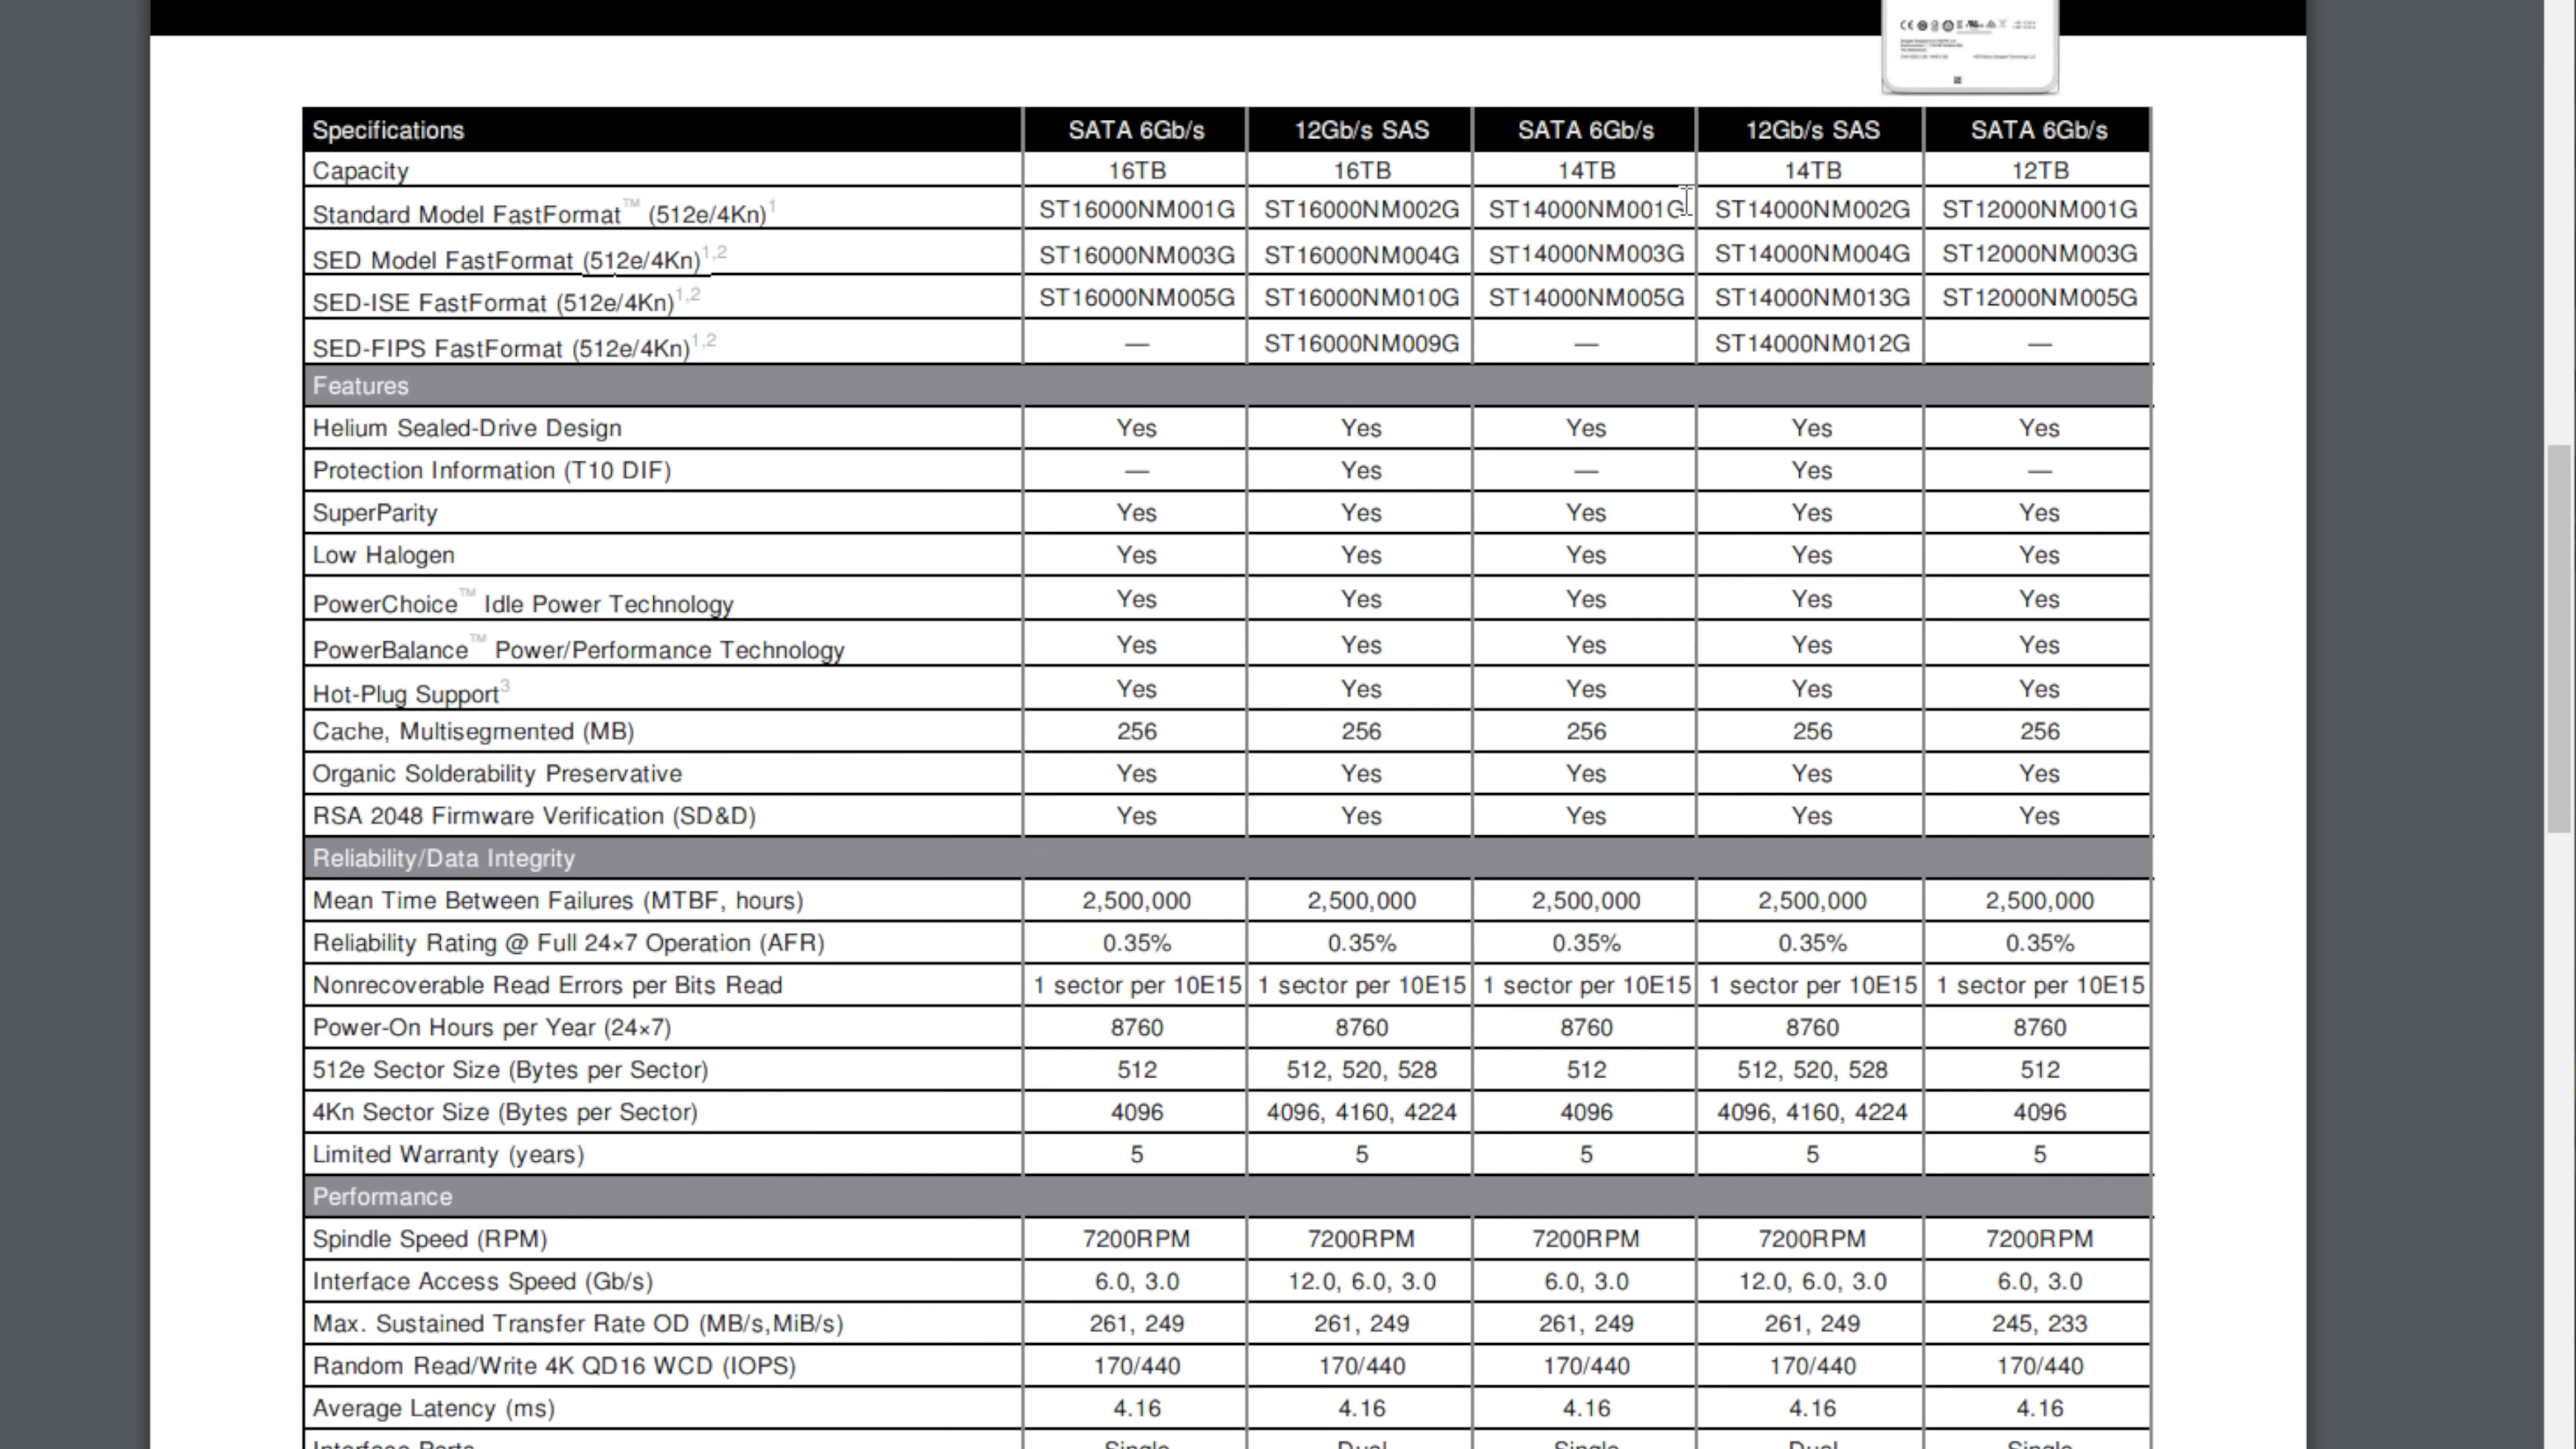 Specifications SATA 6Gb/s 12Gb/s SAS SATA 6Gb/s 12Gb/s SAS SATA 6Gb/s
Capacity 16TB 16TB 14TB 14TB 12TB
Standard Model FastFormat™ (512e/4Kn)1 ST16000NM001G ST16000NM002G ST14000NM001G ST14000NM002G ST12000NM001G
SED Model FastFormat (512e/4Kn)1,2 ST16000NM003G ST16000NM004G ST14000NM003G ST14000NM004G ST12000NM003G
SED-ISE FastFormat (512e/4Kn)1,2 ST16000NM005G ST16000NM010G ST14000NM005G ST14000NM013G ST12000NM005G
SED-FIPS FastFormat (512e/4Kn)1,2 — ST16000NM009G — ST14000NM012G —
Features
Helium Sealed-Drive Design Yes Yes Yes Yes Yes
Protection Information (T10 DIF) — Yes — Yes —
SuperParity Yes Yes Yes Yes Yes
Low Halogen Yes Yes Yes Yes Yes
PowerChoice™ Idle Power Technology Yes Yes Yes Yes Yes
PowerBalance™ Power/Performance Technology Yes Yes Yes Yes Yes
Hot-Plug Support3 Yes Yes Yes Yes Yes
Cache, Multisegmented (MB) 256 256 256 256 256
Organic Solderability Preservative Yes Yes Yes Yes Yes
RSA 2048 Firmware Verification (SD&D) Yes Yes Yes Yes Yes
Reliability/Data Integrity
Mean Time Between Failures (MTBF, hours) 2,500,000 2,500,000 2,500,000 2,500,000 2,500,000
Reliability Rating @ Full 24×7 Operation (AFR) 0.35% 0.35% 0.35% 0.35% 0.35%
Nonrecoverable Read Errors per Bits Read 1 sector per 10E15 1 sector per 10E15 1 sector per 10E15 1 sector per 10E15 1 sector per 10E15
Power-On Hours per Year (24×7) 8760 8760 8760 8760 8760
512e Sector Size (Bytes per Sector) 512 512, 520, 528 512 512, 520, 528 512
4Kn Sector Size (Bytes per Sector) 4096 4096, 4160, 4224 4096 4096, 4160, 4224 4096
Limited Warranty (years) 5 5 5 5 5
Performance
Spindle Speed (RPM) 7200RPM 7200RPM 7200RPM 7200RPM 7200RPM
Interface Access Speed (Gb/s) 6.0, 3.0 12.0, 6.0, 3.0 6.0, 3.0 12.0, 6.0, 3.0 6.0, 3.0
Max. Sustained Transfer Rate OD (MB/s,MiB/s) 261, 249 261, 249 261, 249 261, 249 245, 233
Random Read/Write 4K QD16 WCD (IOPS) 170/440 170/440 170/440 170/440 170/440
Average Latency (ms) 4.16 4.16 4.16 4.16 4.16
Interface Ports Single Dual Single Dual Single